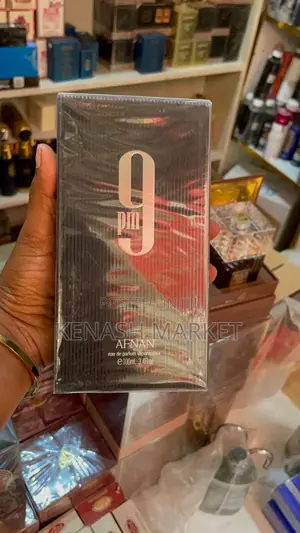 9
pm
KENASH MARKET
AFNAN
eau de parfum
100ml